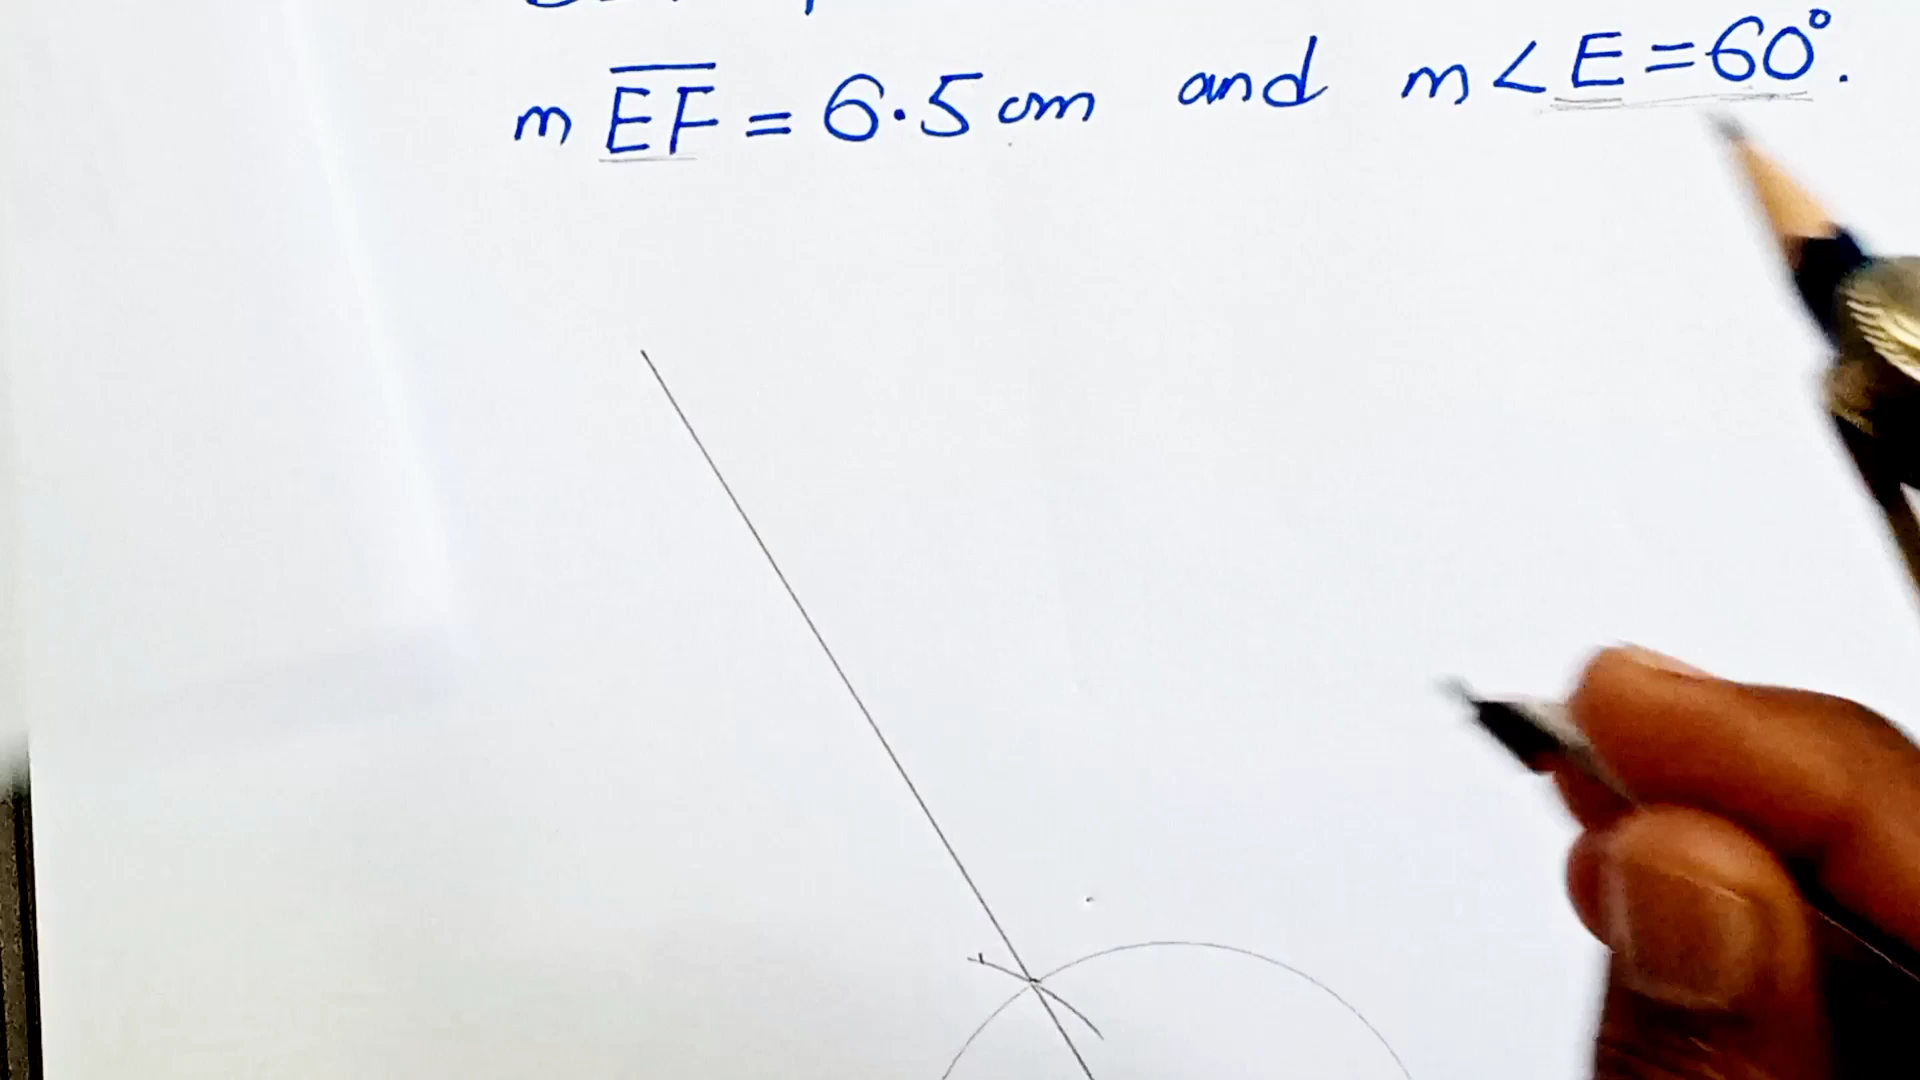 m EF = 6.5 cm and m < E = 60°.